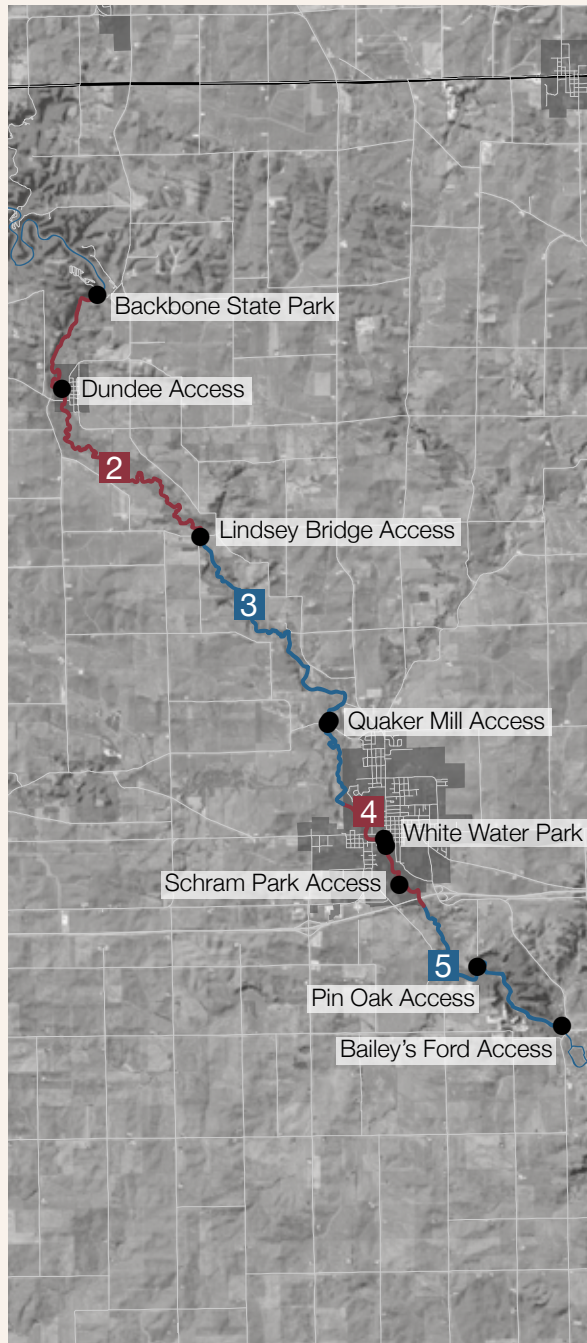 Backbone State Park
Dundee Access
2
Lindsey Bridge Access
3
Quaker Mill Access
4
White Water Park
Schram Park Access
5
Pin Oak Access
Bailey's Ford Access